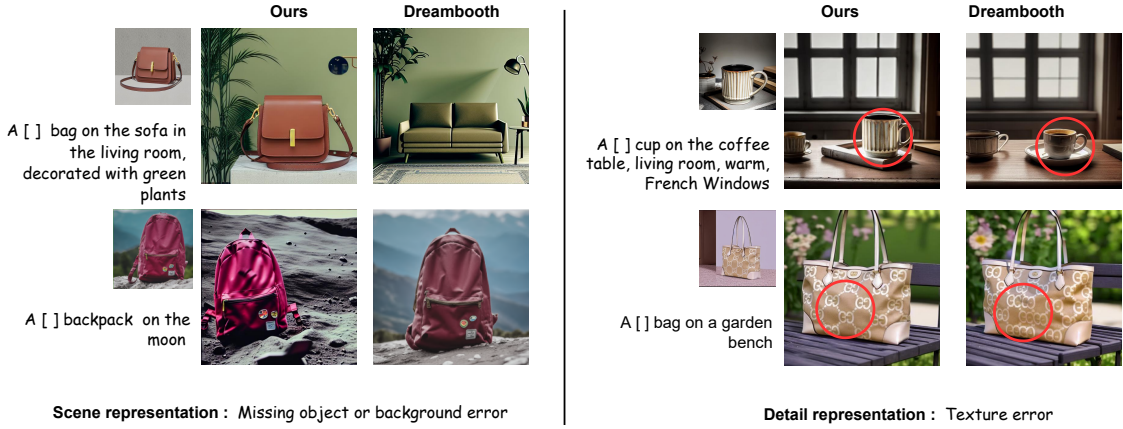 Ours
Dreambooth
A [ ] bag on the sofa in
the living room,
decorated with green
plants
A [ ] backpack on the
moon
Scene representation : Missing object or background error
Ours
Dreambooth
A [ ] cup on the coffee
table, living room, warm,
French Windows
A [ ] bag on a garden
bench
Detail representation : Texture error